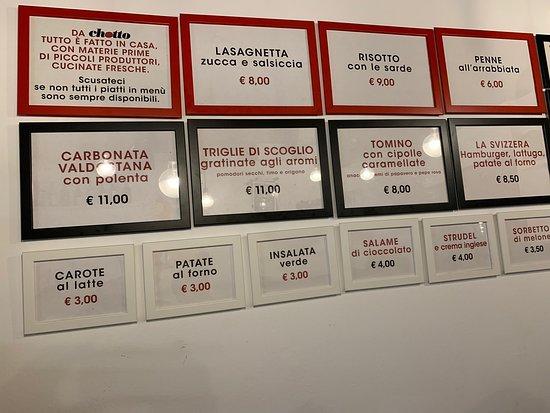 DA chotto
TUTTO È FATTO IN CASA,
CON MATERIE PRIME
DI PICCOLI PRODUTTORI,
CUCINATE FRESCHE.
Scusateci
se non tutti i piatti in menù
sono sempre disponibili.
LASAGNETTA
zucca e salsiccia
€ 8,00
RISOTTO
con le sarde
€ 9,00
PENNE
all'arrabbiata
€ 6,00
CARBONATA
VALDOSTANA
con polenta
€ 11,00
TRIGLIE DI SCOGLIO
gratinate agli aromi
pomodori secchi, timo e origano
€ 11,00
TOMINO
con cipolle
caramellate
semi di papavero e pepe rosa
€ 8,00
LA SVIZZERA
Hamburger, lattuga,
patate al forno
€ 8,50
CAROTE
al latte
€ 3,00
PATATE
al forno
€ 3,00
INSALATA
verde
€ 3,00
SALAME
di cioccolato
€ 4,00
STRUDEL
e crema inglese
€ 4,00
SORBETTO
di melone
€ 3,50